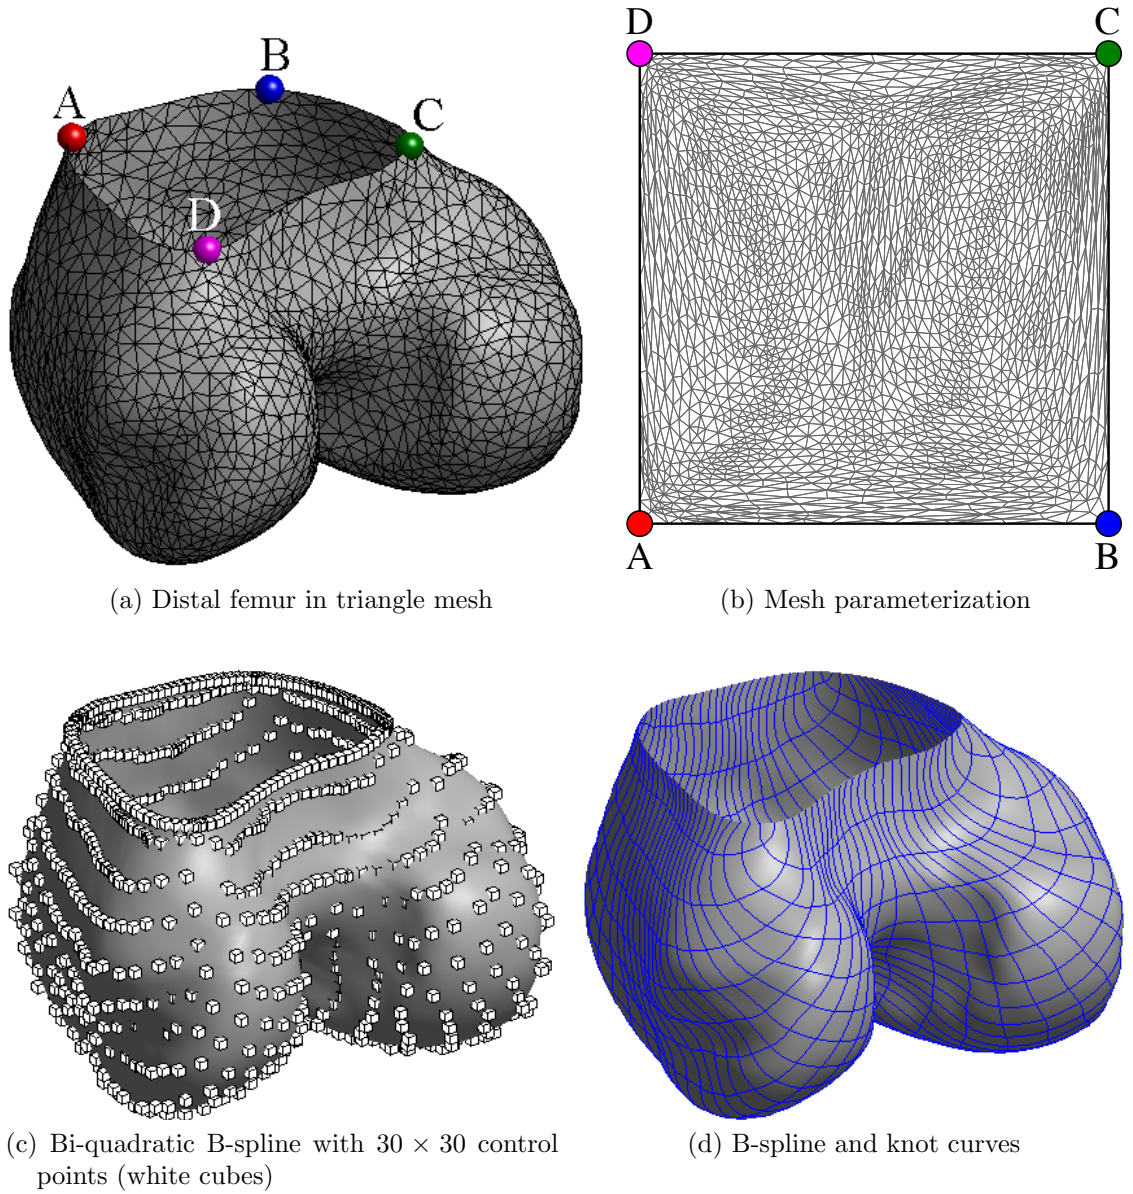 B
A
C
D
D
C
A
B
(a) Distal femur in triangle mesh
(b) Mesh parameterization
(c) Bi-quadratic B-spline with 30 × 30 control
points (white cubes)
(d) B-spline and knot curves